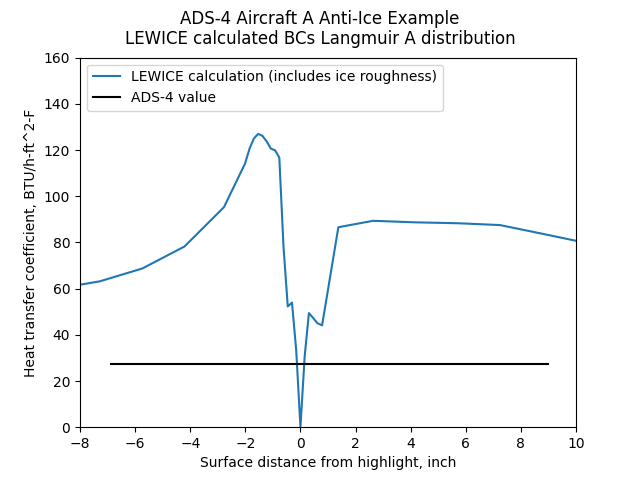 ADS-4 Aircraft A Anti-Ice Example
LEWICE calculated BCs Langmuir A distribution
LEWICE calculation (includes ice roughness)
ADS-4 value
Heat transfer coefficient, BTU/h-ft^2-F
160
140
120
100
80
60
40
20
0
−8 −6 −4 −2 0 2 4 6 8 10
Surface distance from highlight, inch